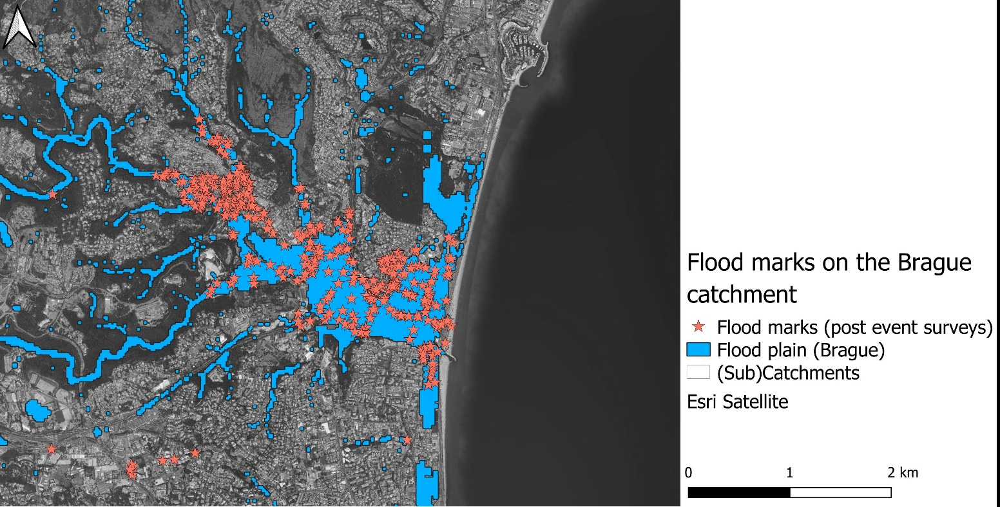 Flood marks on the Brague
catchment
Flood marks (post event surveys)
Flood plain (Brague)
(Sub)Catchments
Esri Satellite
0 1 2 km